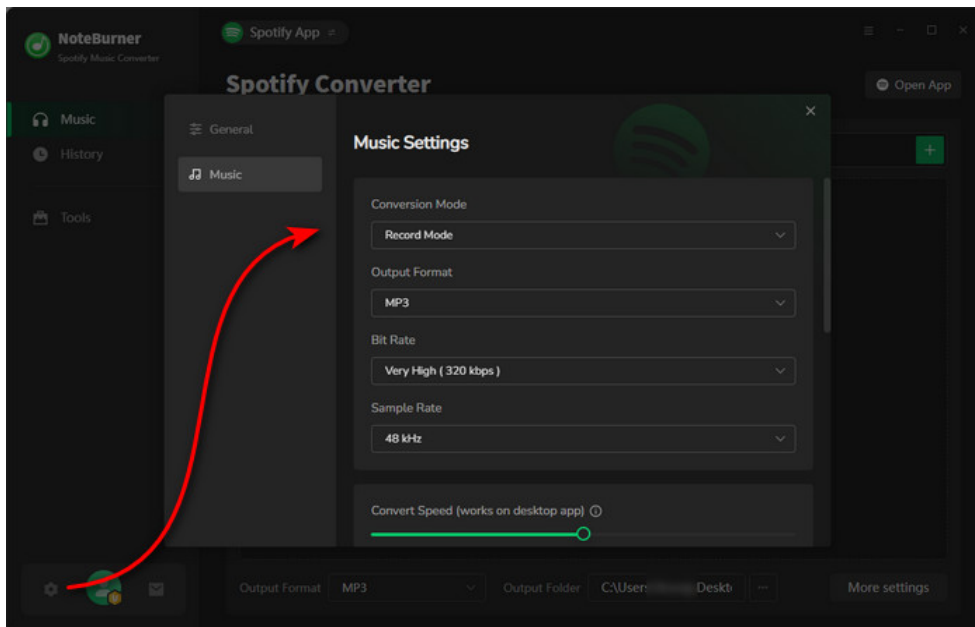 NoteBurner
Spotify Music Converter
Spotify App
Spotify Converter
Open App
Music
History
Tools
General
Music
Music Settings
Conversion Mode
Record Mode
Output Format
MP3
Bit Rate
Very High ( 320 kbps )
Sample Rate
48 kHz
Convert Speed (works on desktop app)
Output Format
MP3
Output Folder
C:\User
Deskt
...
More settings